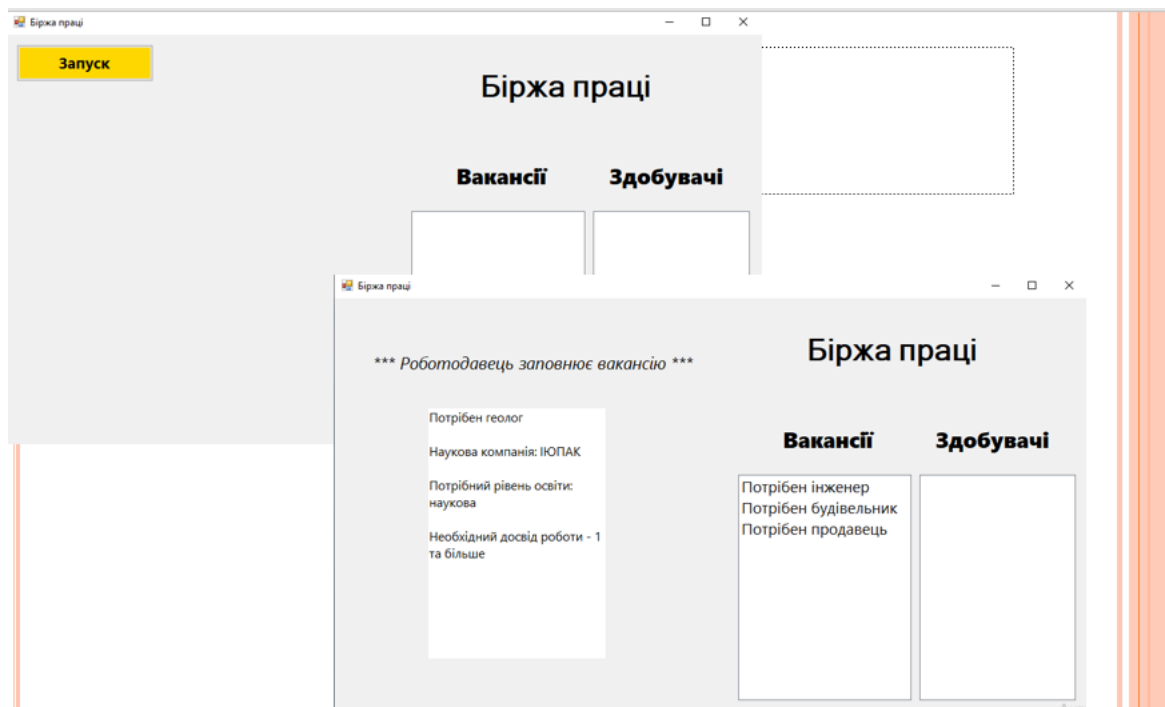 Біржа праці
Запуск
Біржа праці
Вакансії
Здобувачі
Біржа праці
*** Роботодавець заповнює вакансію ***
Біржа праці
Потрібен геолог
Наукова компанія: ІЮПАК
Потрібний рівень освіти:
наукова
Необхідний досвід роботи - 1
та більше
Вакансії
Здобувачі
Потрібен інженер
Потрібен будівельник
Потрібен продавець